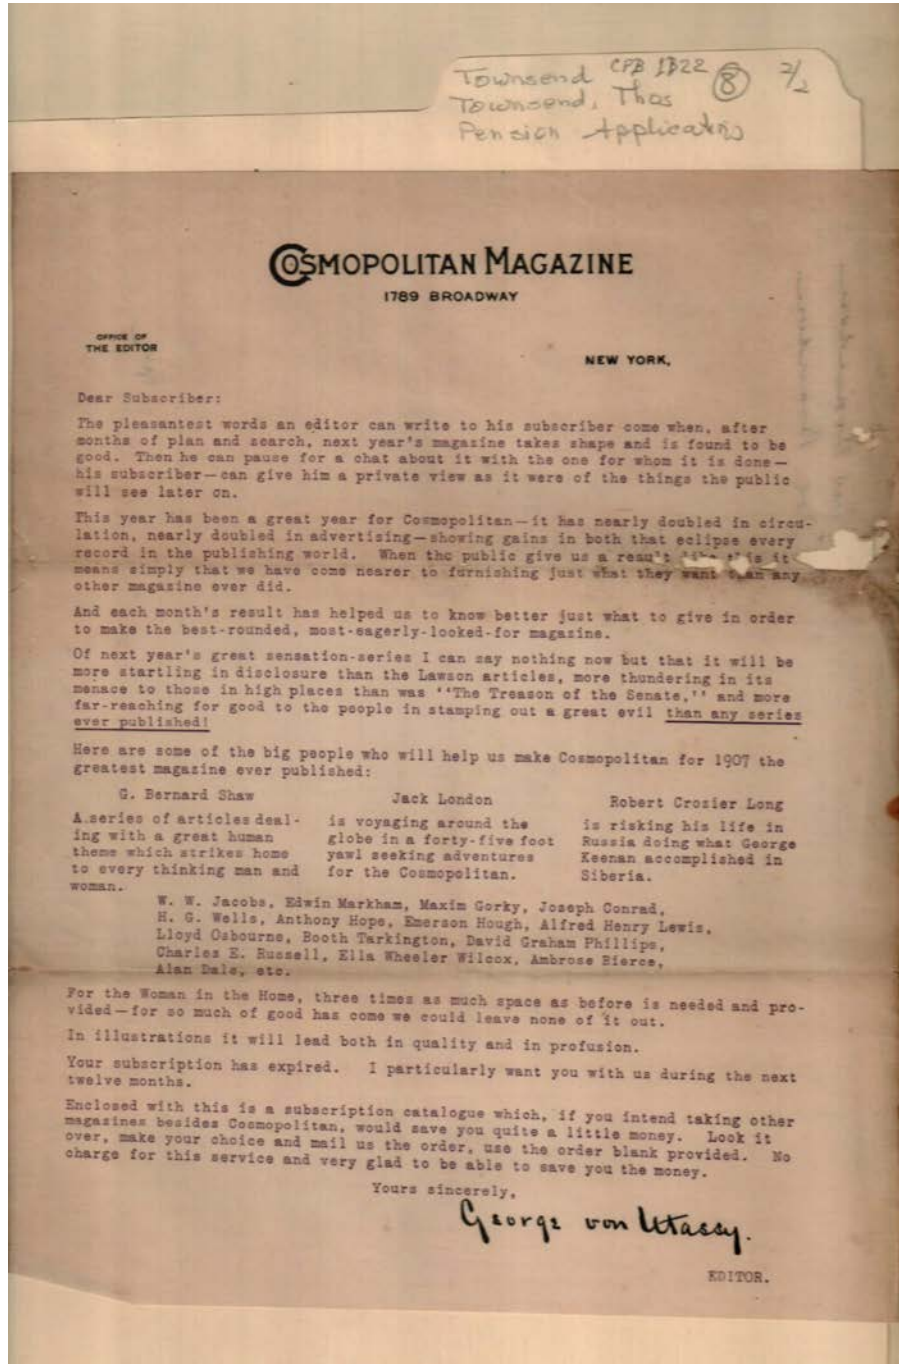 Townsend CPB 1B22 8 2/2
Townsend, Thos
Pension Applications
COSMOPOLITAN MAGAZINE
1789 BROADWAY
OFFICE OF
THE EDITOR
NEW YORK,
Dear Subscriber:
The pleasantest words an editor can write to his subscriber come when, after
months of plan and search, next year's magazine takes shape and is found to be
good. Then he can pause for a chat about it with the one for whom it is done—
his subscriber—can give him a private view as it were of the things the public
will see later on.
This year has been a great year for Cosmopolitan—it has nearly doubled in circu-
lation, nearly doubled in advertising—showing gains in both that eclipse every
record in the publishing world. When the public give us a result like this it
means simply that we have come nearer to furnishing just what they want than any
other magazine ever did.
And each month's result has helped us to know better just what to give in order
to make the best-rounded, most-eagerly-looked-for magazine.
Of next year's great sensation-series I can say nothing now but that it will be
more startling in disclosure than the Lawson articles, more thundering in its
menace to those in high places than was ''The Treason of the Senate,'' and more
far-reaching for good to the people in stamping out a great evil than any series
ever published!
Here are some of the big people who will help us make Cosmopolitan for 1907 the
greatest magazine ever published:
G. Bernard Shaw
A series of articles deal-
ing with a great human
theme which strikes home
to every thinking man and
woman.
Jack London
is voyaging around the
globe in a forty-five foot
yawl seeking adventures
for the Cosmopolitan.
Robert Crozier Long
is risking his life in
Russia doing what George
Keenan accomplished in
Siberia.
W. W. Jacobs, Edwin Markham, Maxim Gorky, Joseph Conrad,
H. G. Wells, Anthony Hope, Emerson Hough, Alfred Henry Lewis,
Lloyd Osbourne, Booth Tarkington, David Graham Phillips,
Charles E. Russell, Ella Wheeler Wilcox, Ambrose Bierce,
Alan Dale, etc.
For the Woman in the Home, three times as much space as before is needed and pro-
vided—for so much of good has come we could leave none of it out.
In illustrations it will lead both in quality and in profusion.
Your subscription has expired. I particularly want you with us during the next
twelve months.
Enclosed with this is a subscription catalogue which, if you intend taking other
magazines besides Cosmopolitan, would save you quite a little money. Look it
over, make your choice and mail us the order, use the order blank provided. No
charge for this service and very glad to be able to save you the money.
Yours sincerely,
George von Utassy.
EDITOR.